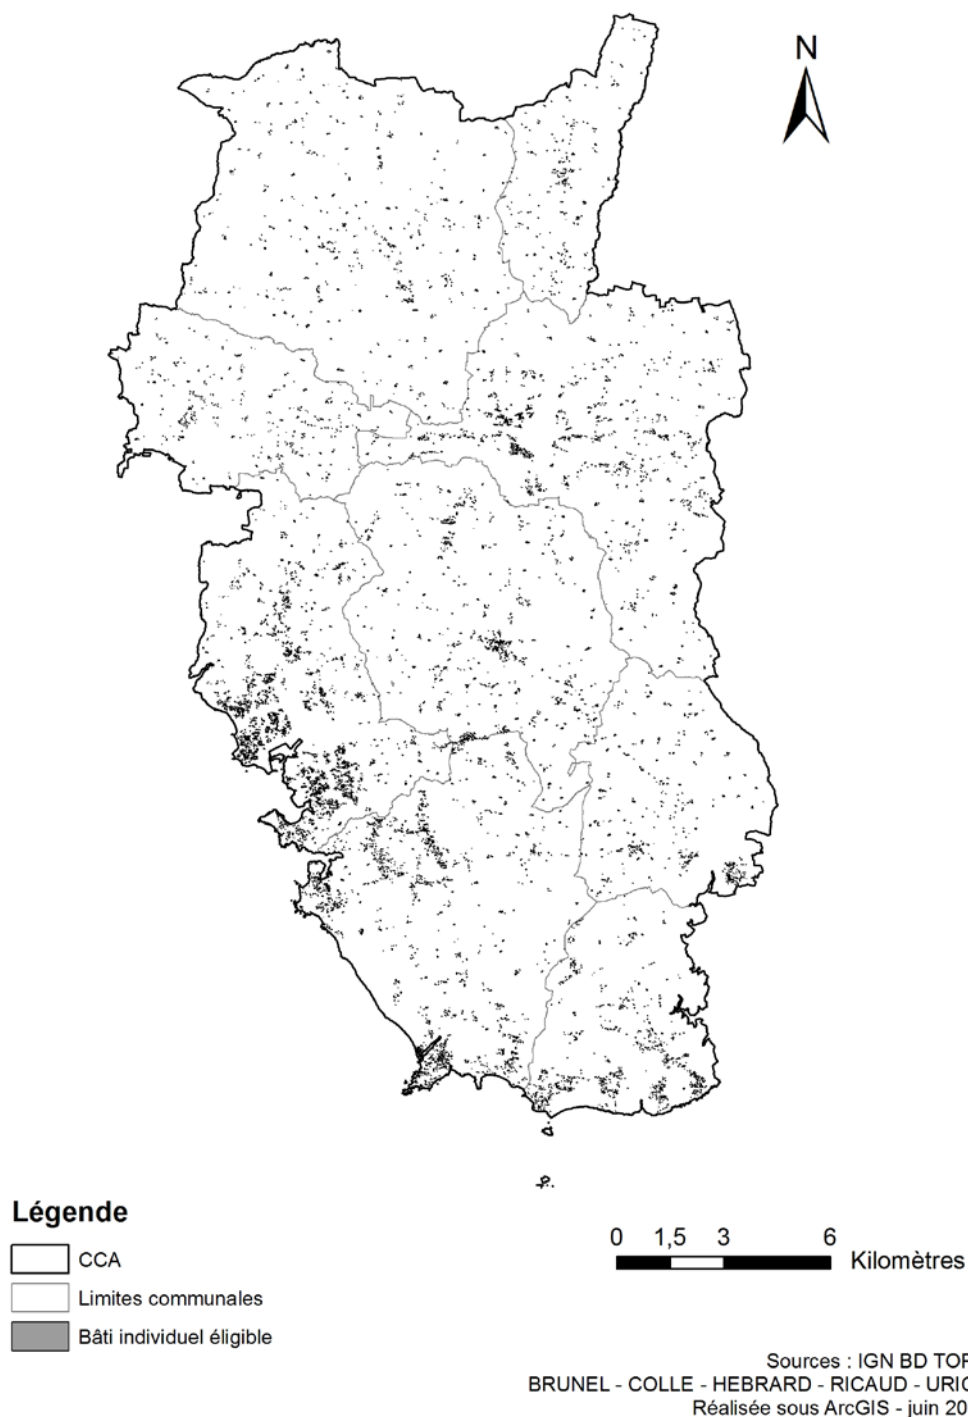 N
Légende
CCA
Limites communales
Bâti individuel éligible
0 1,5 3 6
Kilomètres
Sources : IGN BD
BRUNEL - COLLE - HEBRARD - RICAUD -
Réalisée sous ArcGIS - juin